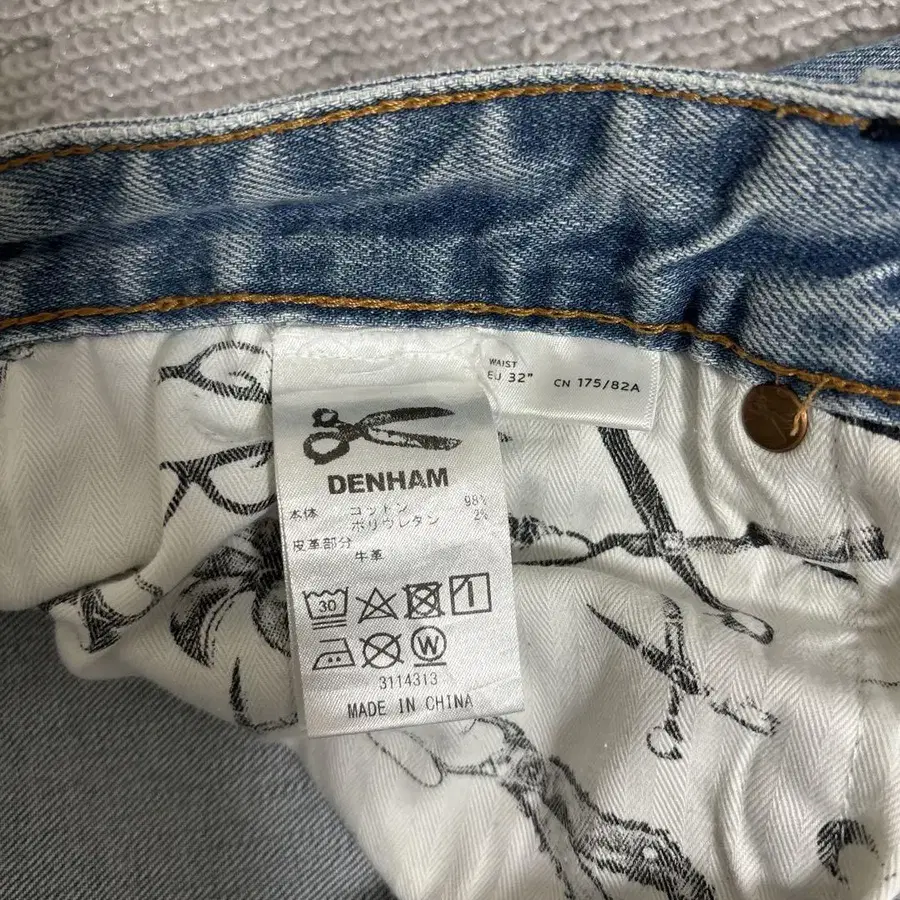 WAIST
EU 32"
CN 175/82A
DENHAM
本体 コットン 98%
ポリウレタン 2%
皮革部分
牛革
30
W
3114313
MADE IN CHINA